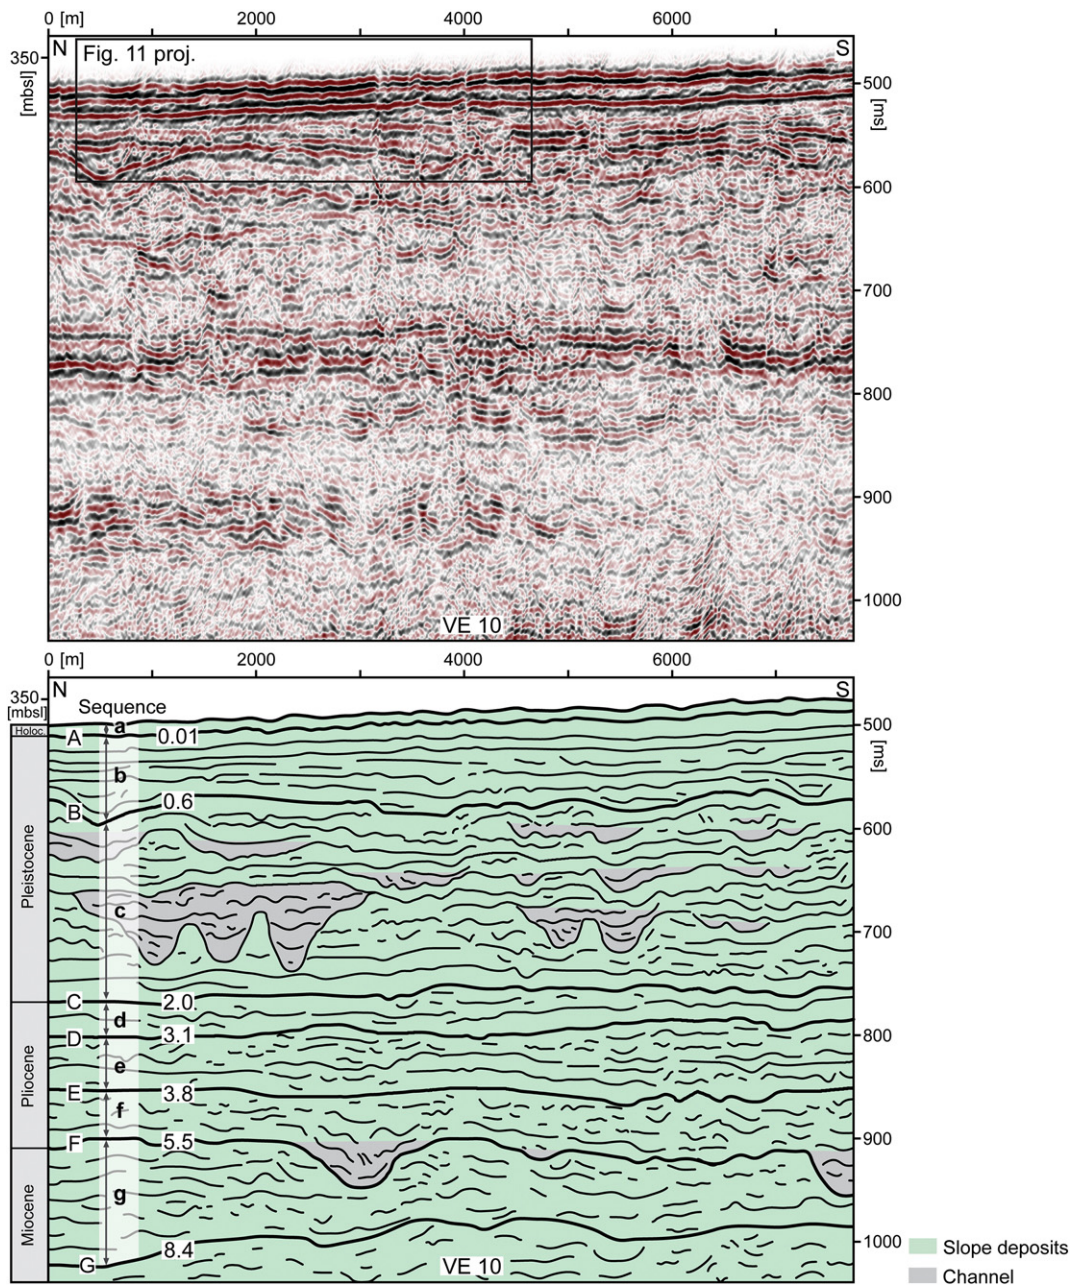 0 [m] 2000 4000 6000
N S
Fig. 11 proj.
350
[mbsl]
500
[ms]
600
700
800
900
1000
VE 10
0 [m] 2000 4000 6000
N S
350
[mbsl]
Sequence
500
[ms]
Holoc.
a
A 0.01
b
B 0.6
600
Pleistocene
c
700
C 2.0
d
D 3.1
800
e
Pliocene
E 3.8
f
F 5.5
900
g
Miocene
G 8.4
1000
VE 10
Slope deposits
Channel